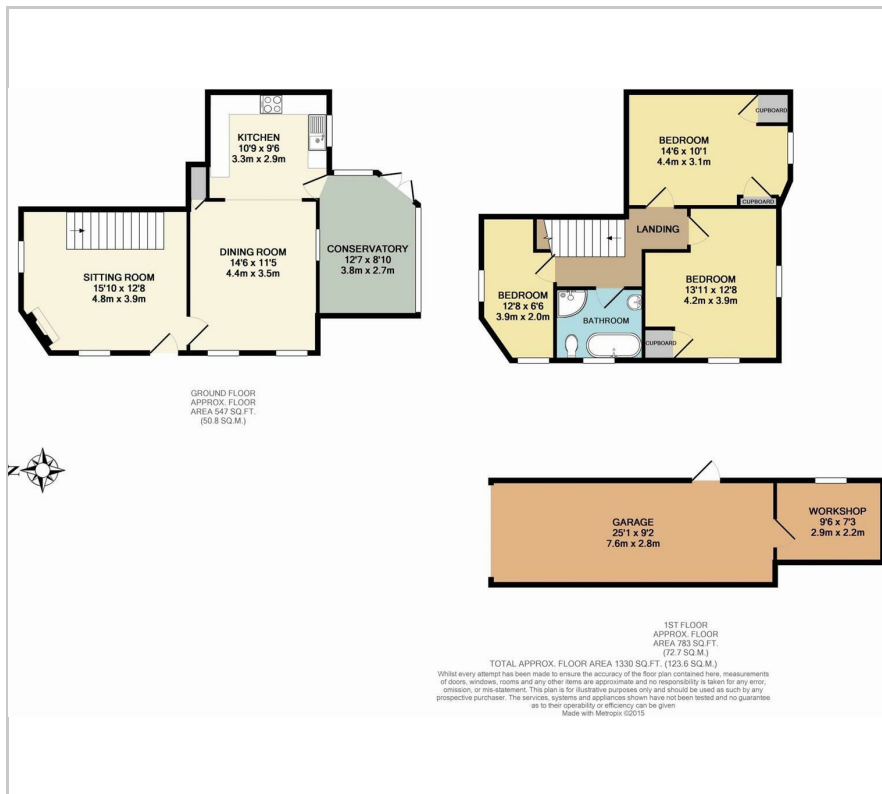 KITCHEN
10'9 x 9'6
3.3m x 2.9m
DINING ROOM
14'6 x 11'5
4.4m x 3.5m
SITTING ROOM
15'10 x 12'8
4.8m x 3.9m
CONSERVATORY
12'7 x 8'10
3.8m x 2.7m
GROUND FLOOR
APPROX. FLOOR
AREA 547 SQ.FT.
(50.8 SQ.M.)
BEDROOM
14'6 x 10'1
4.4m x 3.1m
CUPBOARD
CUPBOARD
LANDING
BEDROOM
13'11 x 12'8
4.2m x 3.9m
BEDROOM
12'8 x 6'6
3.9m x 2.0m
BATHROOM
CUPBOARD
N
GARAGE
25'1 x 9'2
7.6m x 2.8m
WORKSHOP
9'6 x 7'3
2.9m x 2.2m
1ST FLOOR
APPROX. FLOOR
AREA 783 SQ.FT.
(72.7 SQ.M.)
TOTAL APPROX. FLOOR AREA 1330 SQ.FT. (123.6 SQ.M.)
Whilst every attempt has been made to ensure the accuracy of the floor plan contained here, measurements
of doors, windows, rooms and any other items are approximate and no responsibility is taken for any error,
omission, or mis-statement. This plan is for illustrative purposes only and should be used as such by any
prospective purchaser. The services, systems and appliances shown have not been tested and no guarantee
as to their operability or efficiency can be given
Made with Metropix ©2015